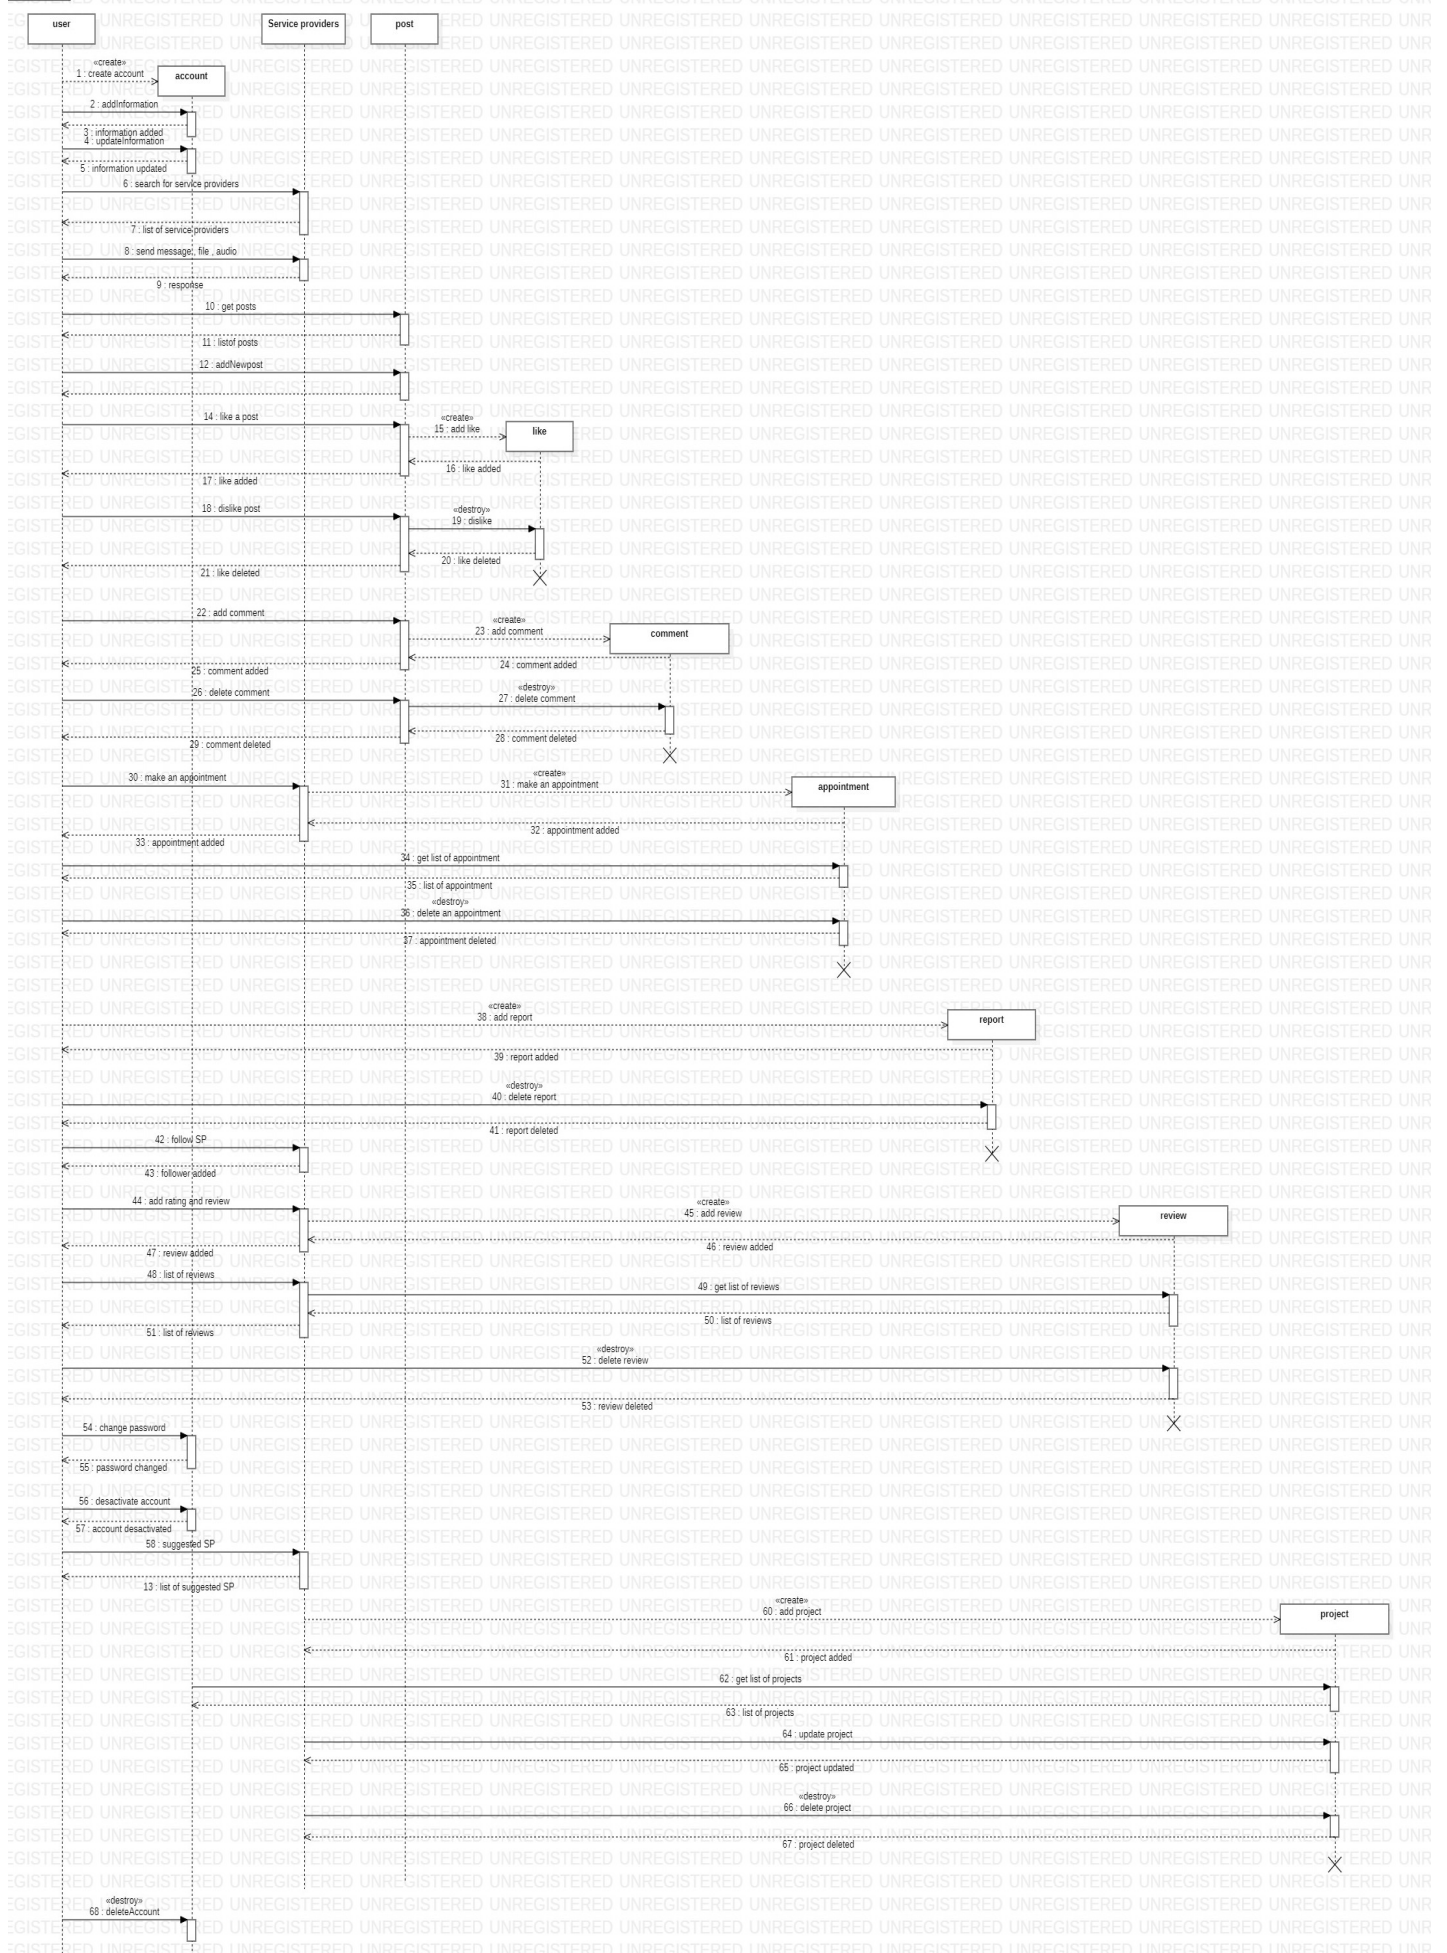 user
Service providers
post
«create»
1 : create account
account
2 : addInformation
3 : information added
4 : updateInformation
5 : information updated
6 : search for service providers
7 : list of service providers
8 : send message, file , audio
9 : response
10 : get posts
11 : listof posts
12 : addNewpost
14 : like a post
«create»
15 : add like
like
16 : like added
17 : like added
18 : dislike post
«destroy»
19 : dislike
20 : like deleted
21 : like deleted
22 : add comment
«create»
23 : add comment
comment
24 : comment added
25 : comment added
26 : delete comment
«destroy»
27 : delete comment
28 : comment deleted
29 : comment deleted
30 : make an appointment
«create»
31 : make an appointment
appointment
32 : appointment added
33 : appointment added
34 : get list of appointment
35 : list of appointment
«destroy»
36 : delete an appointment
37 : appointment deleted
«create»
38 : add report
report
39 : report added
«destroy»
40 : delete report
41 : report deleted
42 : follow SP
43 : follower added
44 : add rating and review
«create»
45 : add review
review
46 : review added
47 : review added
48 : list of reviews
49 : get list of reviews
50 : list of reviews
51 : list of reviews
«destroy»
52 : delete review
53 : review deleted
54 : change password
55 : password changed
56 : desactivate account
57 : account desactivated
58 : suggested SP
13 : list of suggested SP
«create»
60 : add project
project
61 : project added
62 : get list of projects
63 : list of projects
64 : update project
65 : project updated
«destroy»
66 : delete project
67 : project deleted
«destroy»
68 : deleteAccount